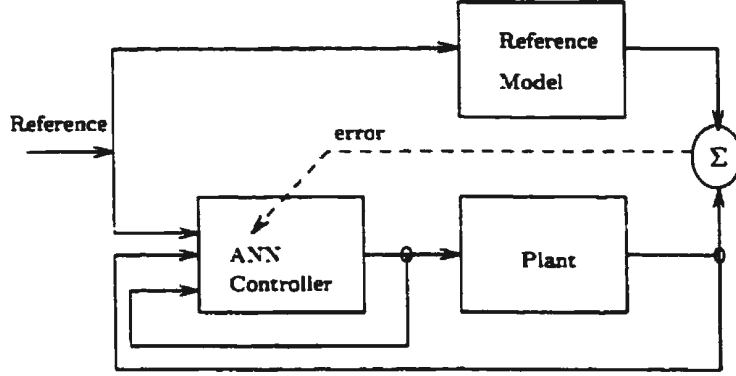 Reference
Model
Reference
error
Σ
ANN
Controller
Plant